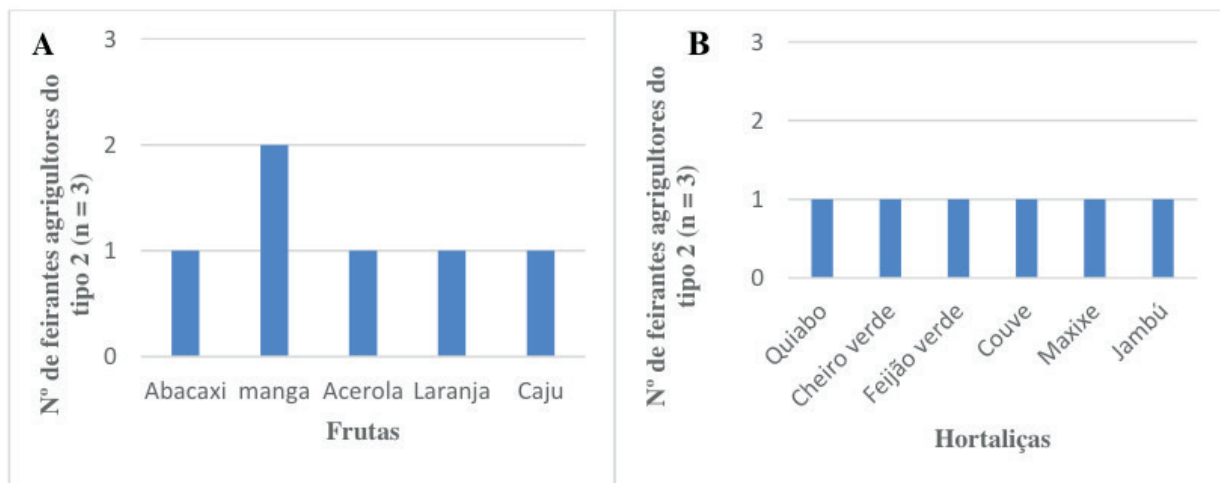 A
Nº de feirantes agrigultores do
tipo 2 (n = 3)
3
2
1
0
Abacaxi manga Acerola Laranja Caju
Frutas
B
Nº de feirantes agrigultores do
tipo 2 (n = 3)
3
2
1
0
Quiabo
Cheiro verde
Feijão verde
Couve
Maxixe
Jambú
Hortaliças